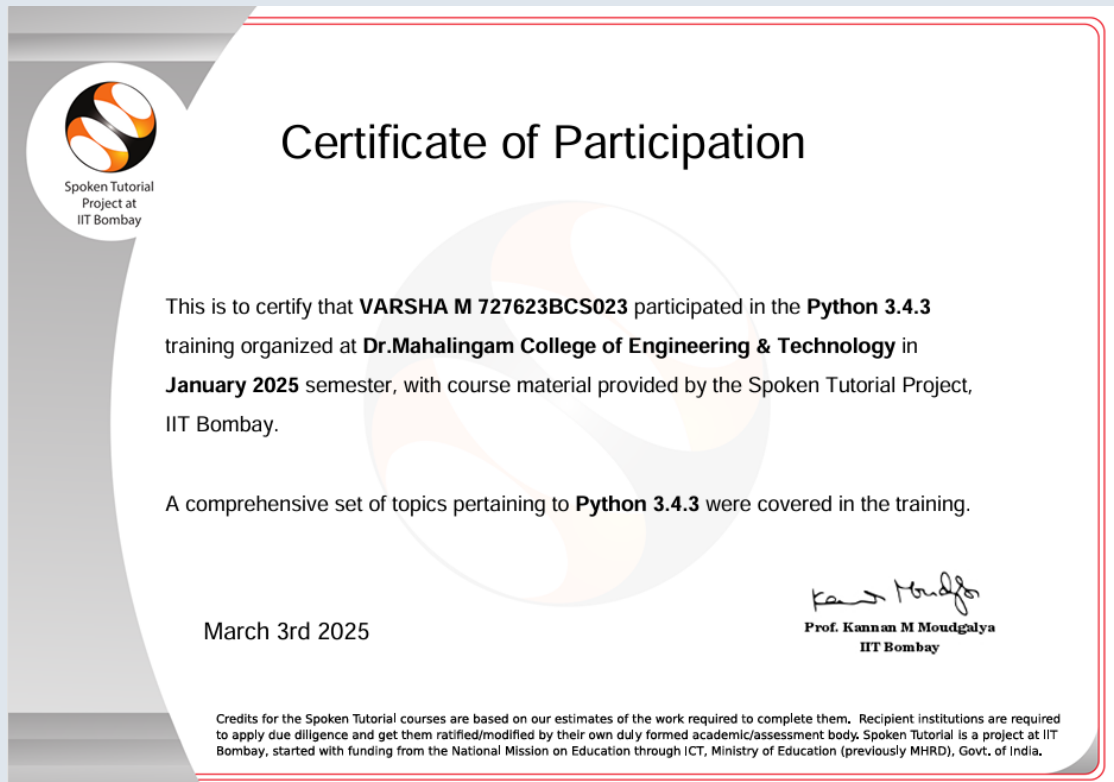 Spoken Tutorial
Project at
IIT Bombay
Certificate of Participation
This is to certify that VARSHA M 727623BCS023 participated in the Python 3.4.3
training organized at Dr.Mahalingam College of Engineering & Technology in
January 2025 semester, with course material provided by the Spoken Tutorial Project,
IIT Bombay.
A comprehensive set of topics pertaining to Python 3.4.3 were covered in the training.
March 3rd 2025
Prof. Kannan M Moudgalya
IIT Bombay
Credits for the Spoken Tutorial courses are based on our estimates of the work required to complete them. Recipient institutions are required
to apply due diligence and get them ratified/modified by their own duly formed academic/assessment body. Spoken Tutorial is a project at IIT
Bombay, started with funding from the National Mission on Education through ICT, Ministry of Education (previously MHRD), Govt. of India.